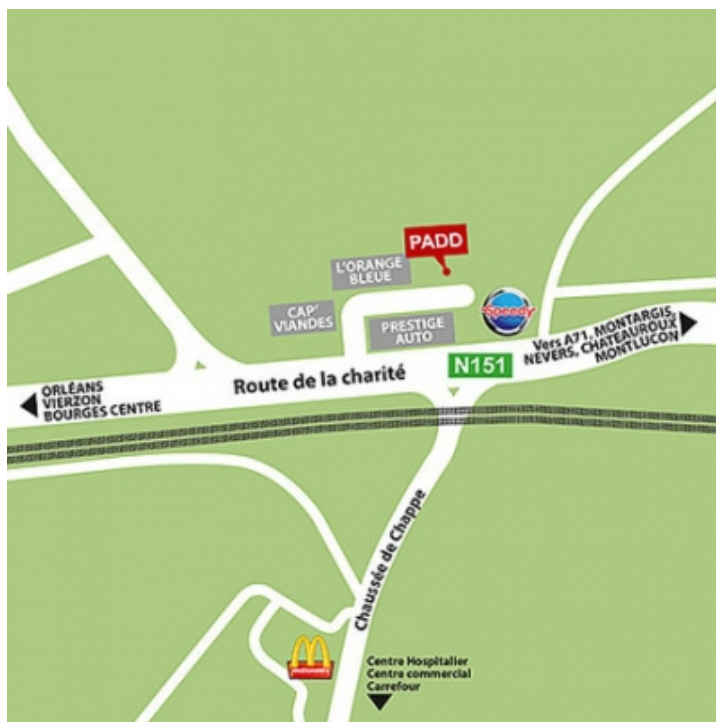 PADD
L'ORANGE
BLEUE
CAP'
VIANDES
PRESTIGE
AUTO
Speedy
Vers A71, MONTARGIS,
NEVERS, CHATEAUROUX
MONTLUCON
N151
Route de la charité
ORLÉANS
VIERZON
BOURGES CENTRE
Chaussée de Chappe
McDonald's
Centre Hospitalier
Centre commercial
Carrefour